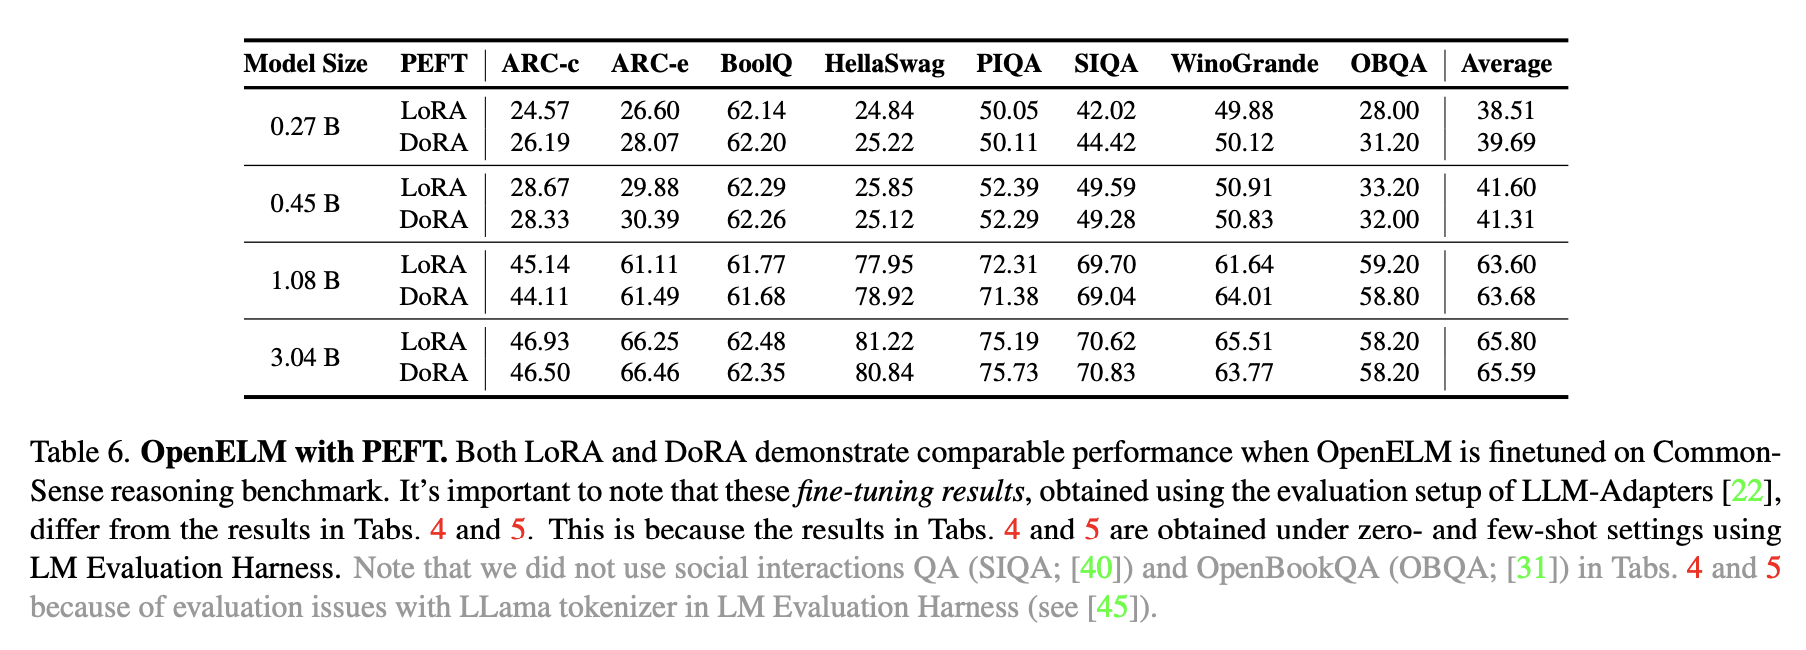 Model Size PEFT ARC-c ARC-e BoolQ HellaSwag PIQA SIQA WinoGrande OBQA Average
0.27 B
LoRA 24.57 26.60 62.14 24.84 50.05 42.02 49.88 28.00 38.51
DoRA 26.19 28.07 62.20 25.22 50.11 44.42 50.12 31.20 39.69
0.45 B
LoRA 28.67 29.88 62.29 25.85 52.39 49.59 50.91 33.20 41.60
DoRA 28.33 30.39 62.26 25.12 52.29 49.28 50.83 32.00 41.31
1.08 B
LoRA 45.14 61.11 61.77 77.95 72.31 69.70 61.64 59.20 63.60
DoRA 44.11 61.49 61.68 78.92 71.38 69.04 64.01 58.80 63.68
3.04 B
LoRA 46.93 66.25 62.48 81.22 75.19 70.62 65.51 58.20 65.80
DoRA 46.50 66.46 62.35 80.84 75.73 70.83 63.77 58.20 65.59
Table 6. OpenELM with PEFT. Both LoRA and DoRA demonstrate comparable performance when OpenELM is finetuned on Common-
Sense reasoning benchmark. It's important to note that these fine-tuning results, obtained using the evaluation setup of LLM-Adapters [22],
differ from the results in Tabs. 4 and 5. This is because the results in Tabs. 4 and 5 are obtained under zero- and few-shot settings using
LM Evaluation Harness. Note that we did not use social interactions QA (SIQA; [40]) and OpenBookQA (OBQA; [31]) in Tabs. 4 and 5
because of evaluation issues with LLama tokenizer in LM Evaluation Harness (see [45]).